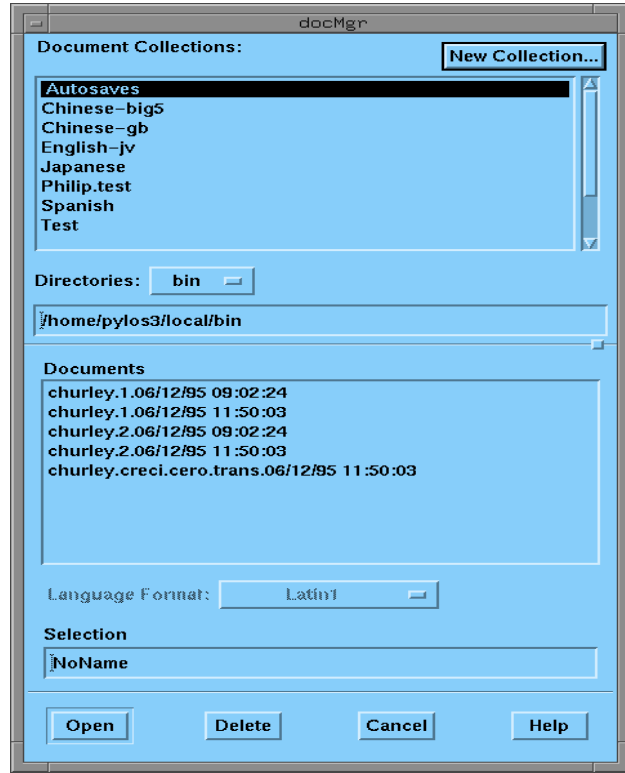 docMgr
Document Collections:
New Collection...
Autosaves
Chinese-big5
Chinese-gb
English-jv
Japanese
Philip.test
Spanish
Test
Directories: bin
/home/pylos3/local/bin
Documents
churley.1.06/12/95 09:02:24
churley.1.06/12/95 11:50:03
churley.2.06/12/95 09:02:24
churley.2.06/12/95 11:50:03
churley.creci.cero.trans.06/12/95 11:50:03
Language Format: Latin1
Selection
NoName
Open Delete Cancel Help